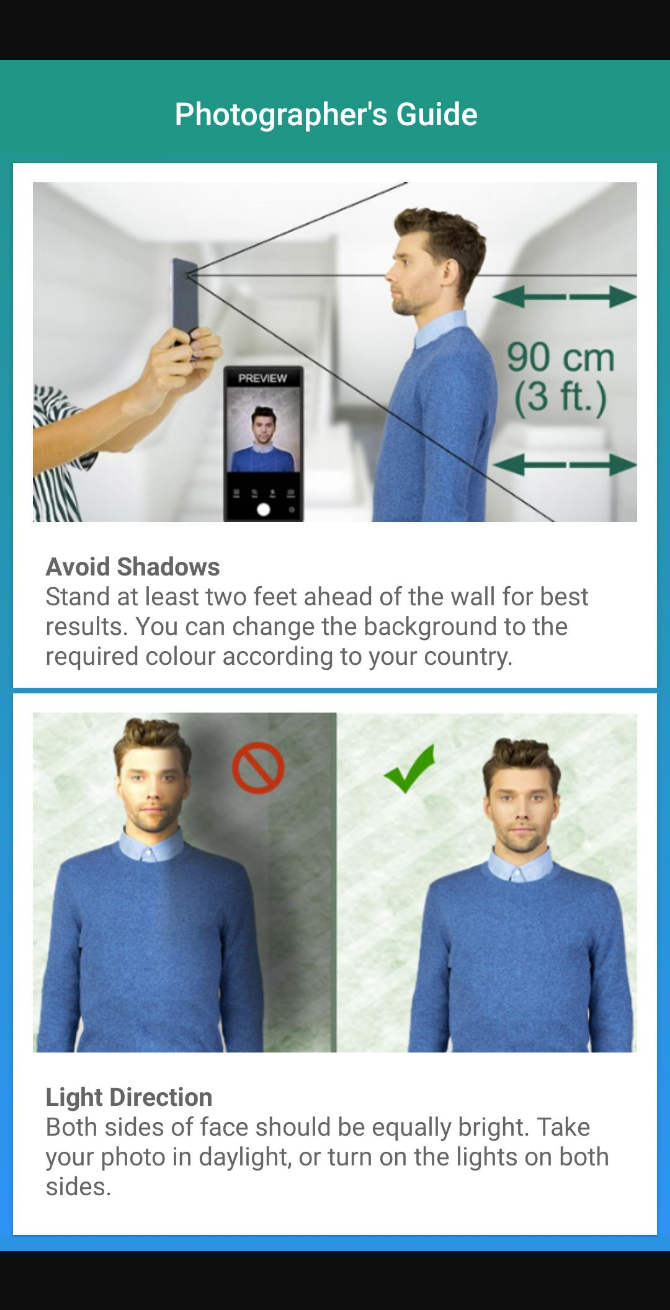 Photographer's Guide
90 cm
(3 ft.)
PREVIEW
Avoid Shadows
Stand at least two feet ahead of the wall for best
results. You can change the background to the
required colour according to your country.
Light Direction
Both sides of face should be equally bright. Take
your photo in daylight, or turn on the lights on both
sides.